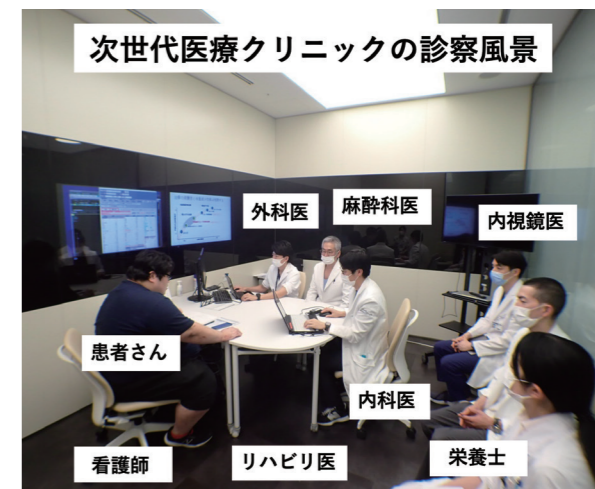 次世代医療クリニックの診察風景
外科医
麻酔科医
内視鏡医
患者さん
内科医
看護師
リハビリ医
栄養士